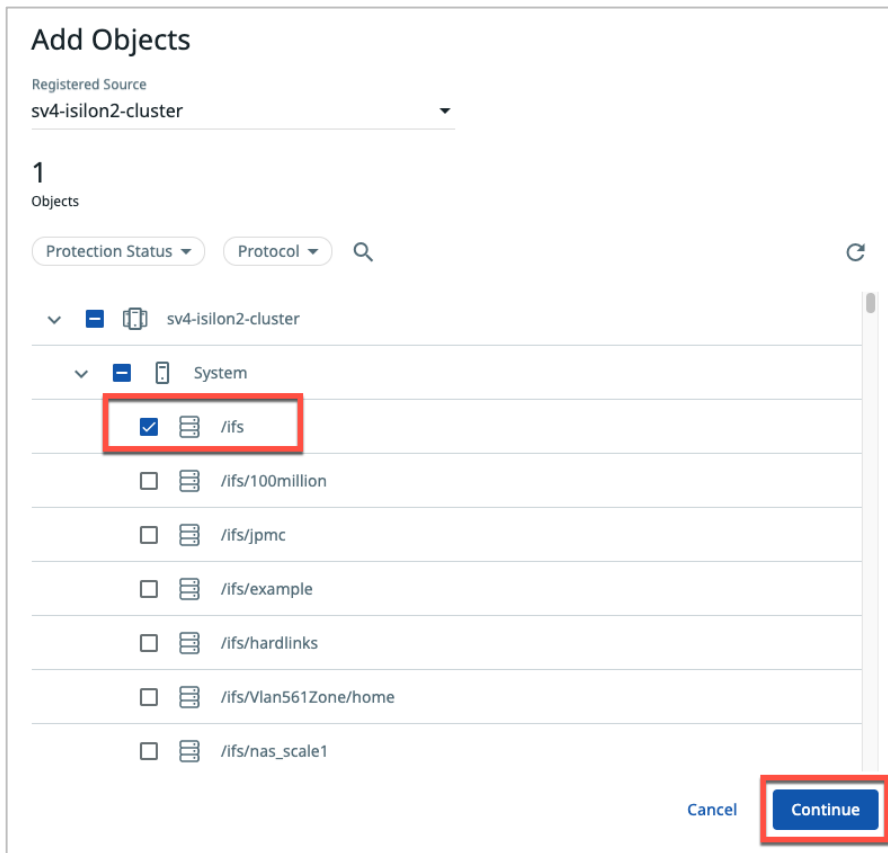 Add Objects
Registered Source
sv4-isilon2-cluster
1
Objects
Protection Status
Protocol
sv4-isilon2-cluster
System
/ifs
/ifs/100million
/ifs/jpmc
/ifs/example
/ifs/hardlinks
/ifs/Vlan561Zone/home
/ifs/nas_scale1
Cancel Continue